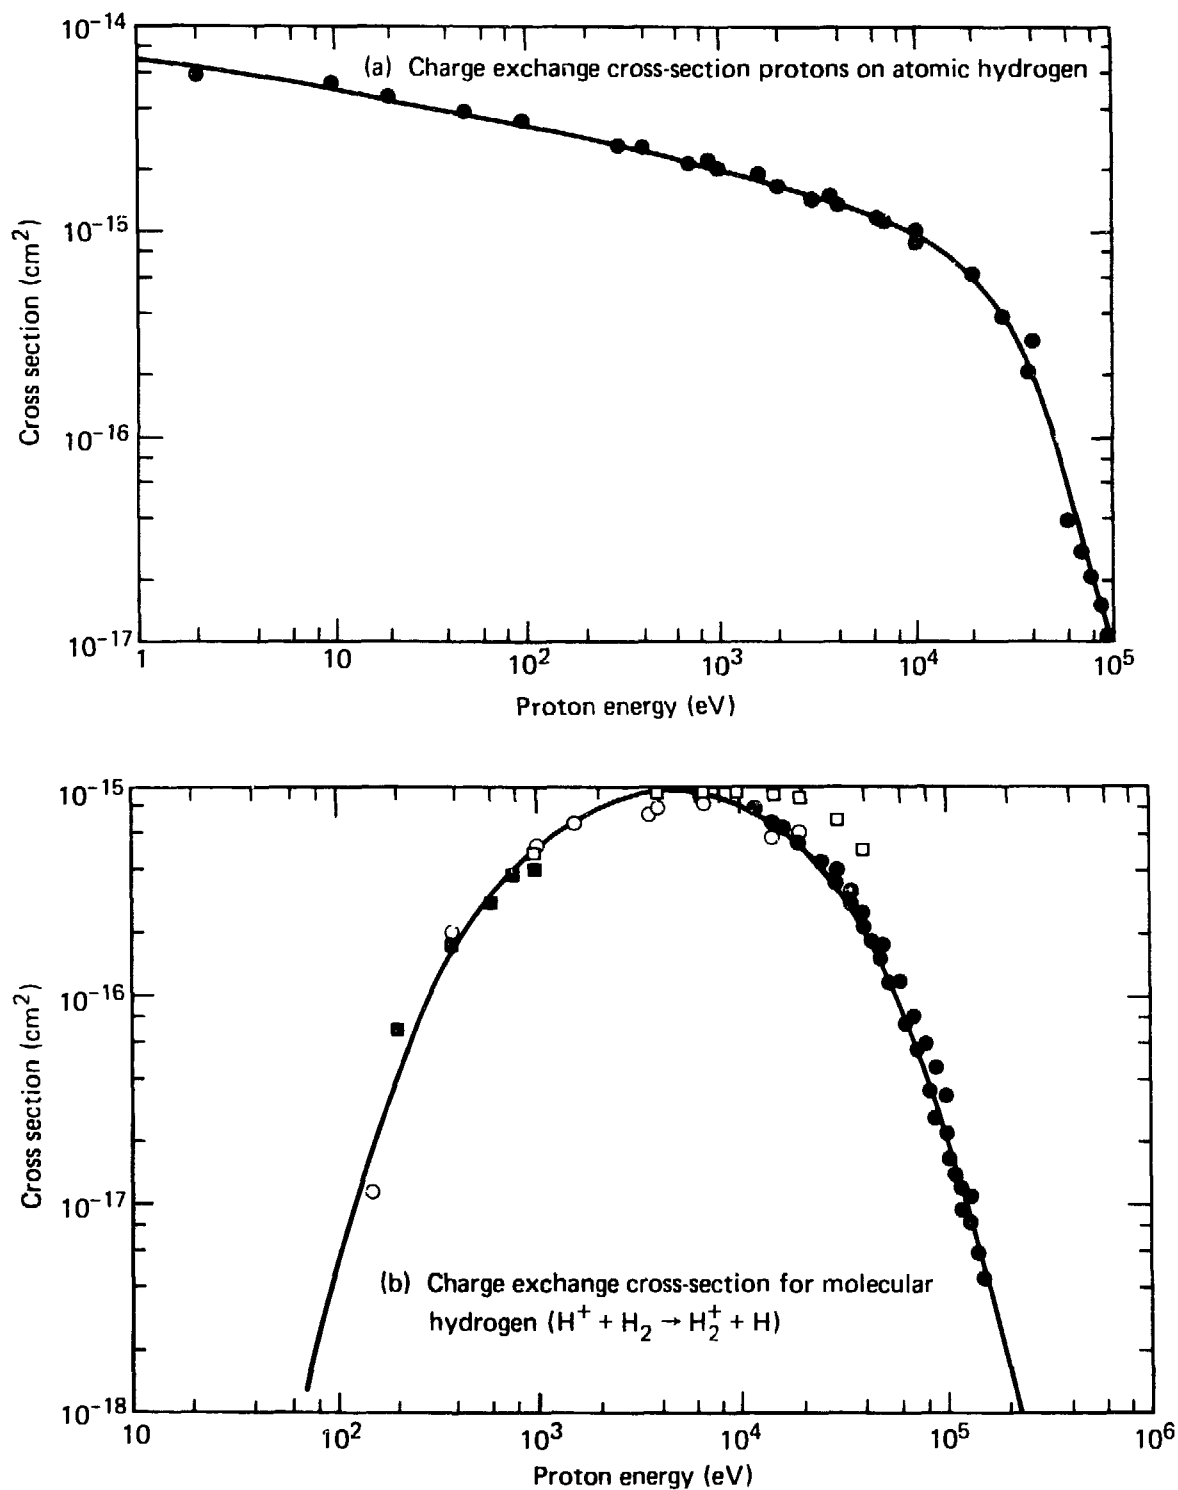 10^-14
(a) Charge exchange cross-section protons on atomic hydrogen
10^-15
Cross section (cm^2)
10^-16
10^-17
1 10 10^2 10^3 10^4 10^5
Proton energy (eV)
10^-15
10^-16
Cross section (cm^2)
10^-17
(b) Charge exchange cross-section for molecular
hydrogen (H^+ + H_2 → H_2^+ + H)
10^-18
10 10^2 10^3 10^4 10^5 10^6
Proton energy (eV)